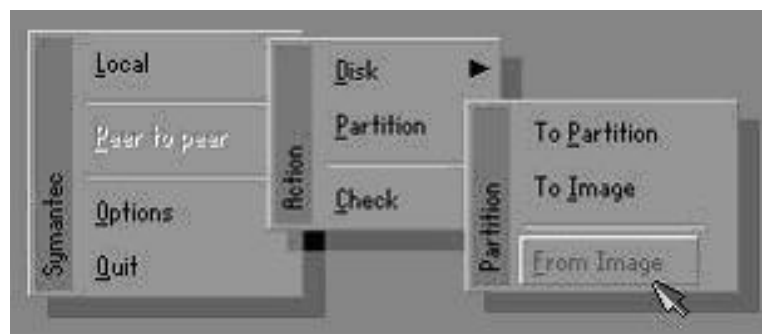 Symantec
Local
Peer to peer
Options
Quit
Action
Disk
Partition
Check
Partition
To Partition
To Image
From Image